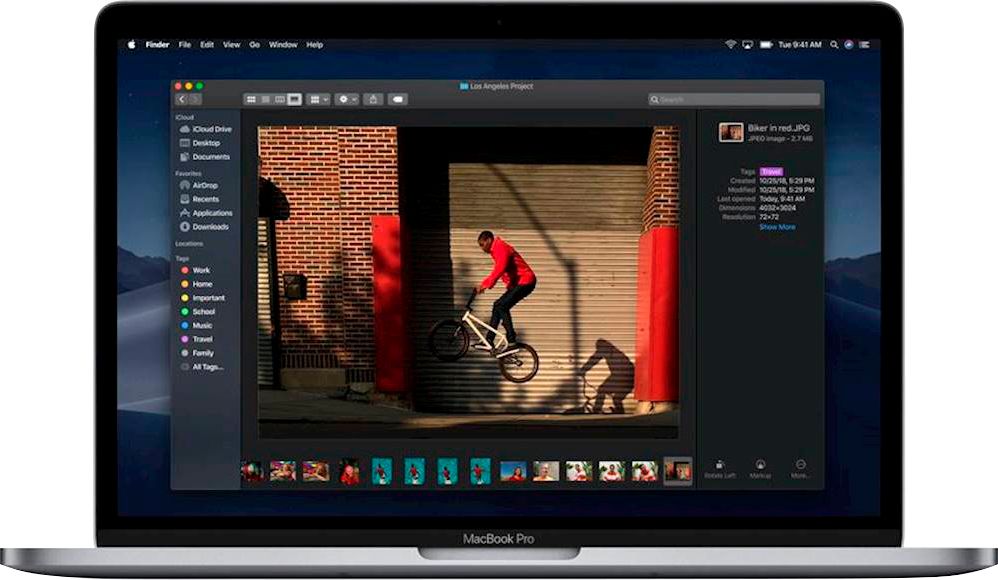 Finder File Edit View Go Window Help
Tue 9:41 AM
Los Angeles Project
Search
iCloud
iCloud Drive
Desktop
Documents
Favorites
AirDrop
Recents
Applications
Downloads
Locations
Tags
Work
Home
Important
School
Music
Travel
Family
All Tags...
Biker in red.JPG
JPEG image - 2.7 MB
Tags Travel
Created 10/25/18, 5:29 PM
Modified 10/25/18, 5:29 PM
Last opened Today, 9:41 AM
Dimensions 4032×3024
Resolution 72×72
Show More
Rotate Left Markup More...
MacBook Pro